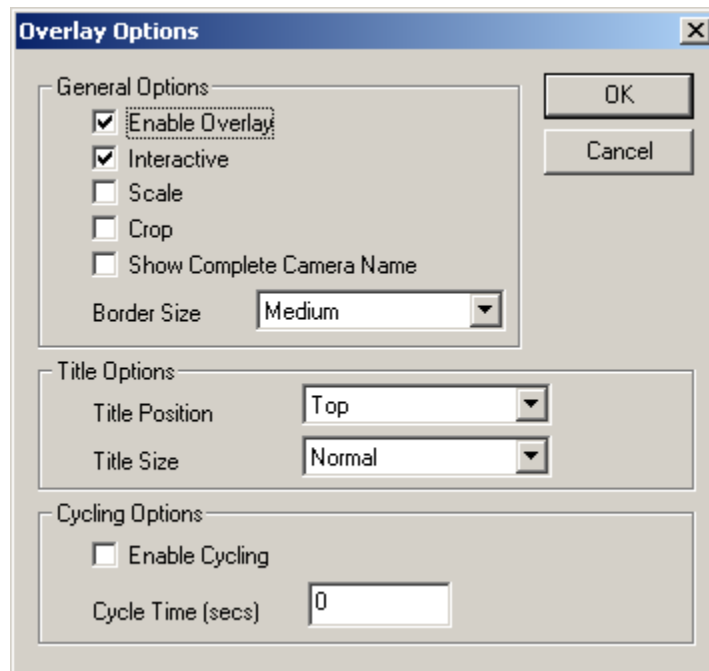 Overlay Options
General Options
OK
Enable Overlay
Cancel
Interactive
Scale
Crop
Show Complete Camera Name
Border Size Medium
Title Options
Title Position Top
Title Size Normal
Cycling Options
Enable Cycling
Cycle Time (secs) 0